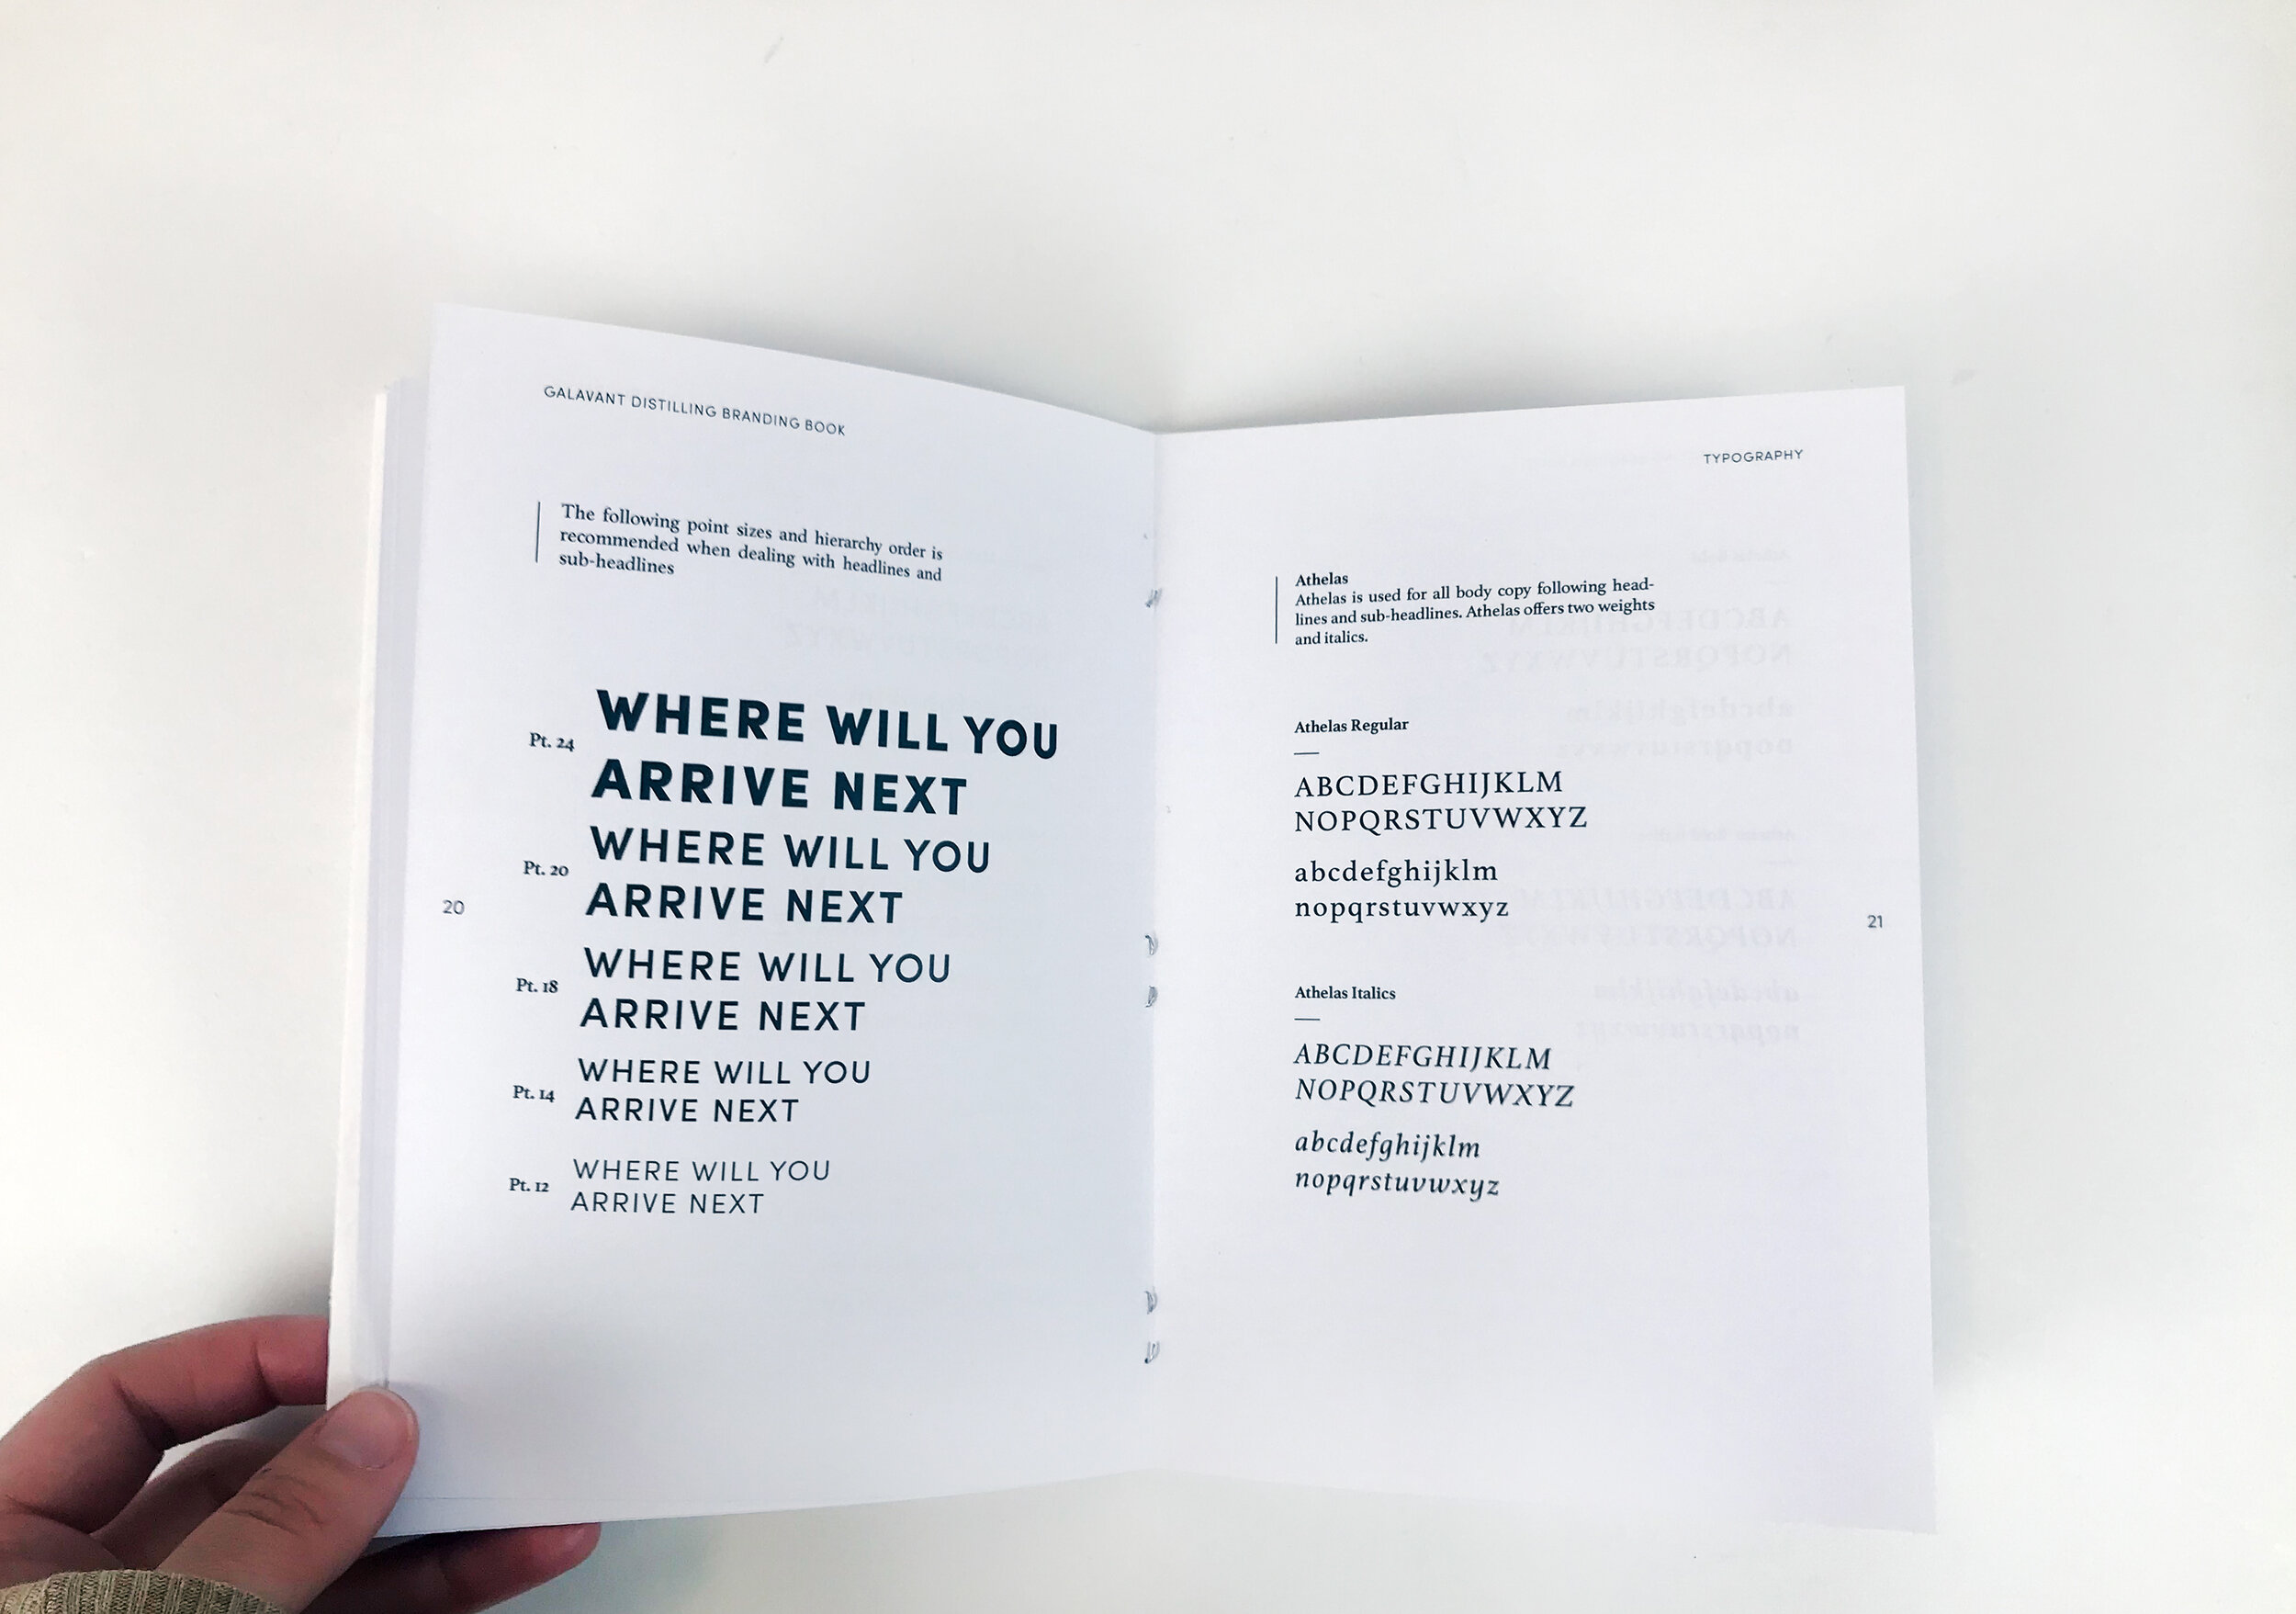 GALAVANT DISTILLING BRANDING BOOK
The following point sizes and hierarchy order is
recommended when dealing with headlines and
sub-headlines
Pt. 24
WHERE WILL YOU
ARRIVE NEXT
Pt. 20
WHERE WILL YOU
ARRIVE NEXT
Pt. 18
WHERE WILL YOU
ARRIVE NEXT
Pt. 14
WHERE WILL YOU
ARRIVE NEXT
Pt. 12
WHERE WILL YOU
ARRIVE NEXT
20
TYPOGRAPHY
Athelas
Athelas is used for all body copy following head-
lines and sub-headlines. Athelas offers two weights
and italics.
Athelas Regular
ABCDEFGHIJKLM
NOPQRSTUVWXYZ
abcdefghijklm
nopqrstuvwxyz
Athelas Italics
ABCDEFGHIJKLM
NOPQRSTUVWXYZ
abcdefghijklm
nopqrstuvwxyz
21